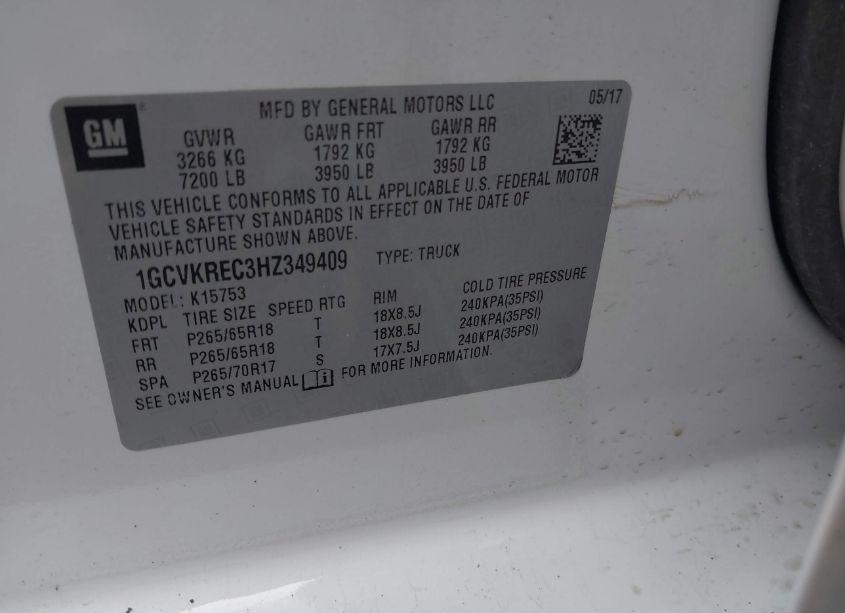 GM
®
MFD BY GENERAL MOTORS LLC 05/17
GVWR GAWR FRT GAWR RR
3266 KG 1792 KG 1792 KG
7200 LB 3950 LB 3950 LB
THIS VEHICLE CONFORMS TO ALL APPLICABLE U.S. FEDERAL MOTOR
VEHICLE SAFETY STANDARDS IN EFFECT ON THE DATE OF
MANUFACTURE SHOWN ABOVE.
1GCVKREC3HZ349409 TYPE: TRUCK
MODEL: K15753
KDPL TIRE SIZE SPEED RTG RIM COLD TIRE PRESSURE
FRT P265/65R18 T 18X8.5J 240KPA(35PSI)
RR P265/65R18 T 18X8.5J 240KPA(35PSI)
SPA P265/70R17 S 17X7.5J 240KPA(35PSI)
SEE OWNER'S MANUAL i FOR MORE INFORMATION.